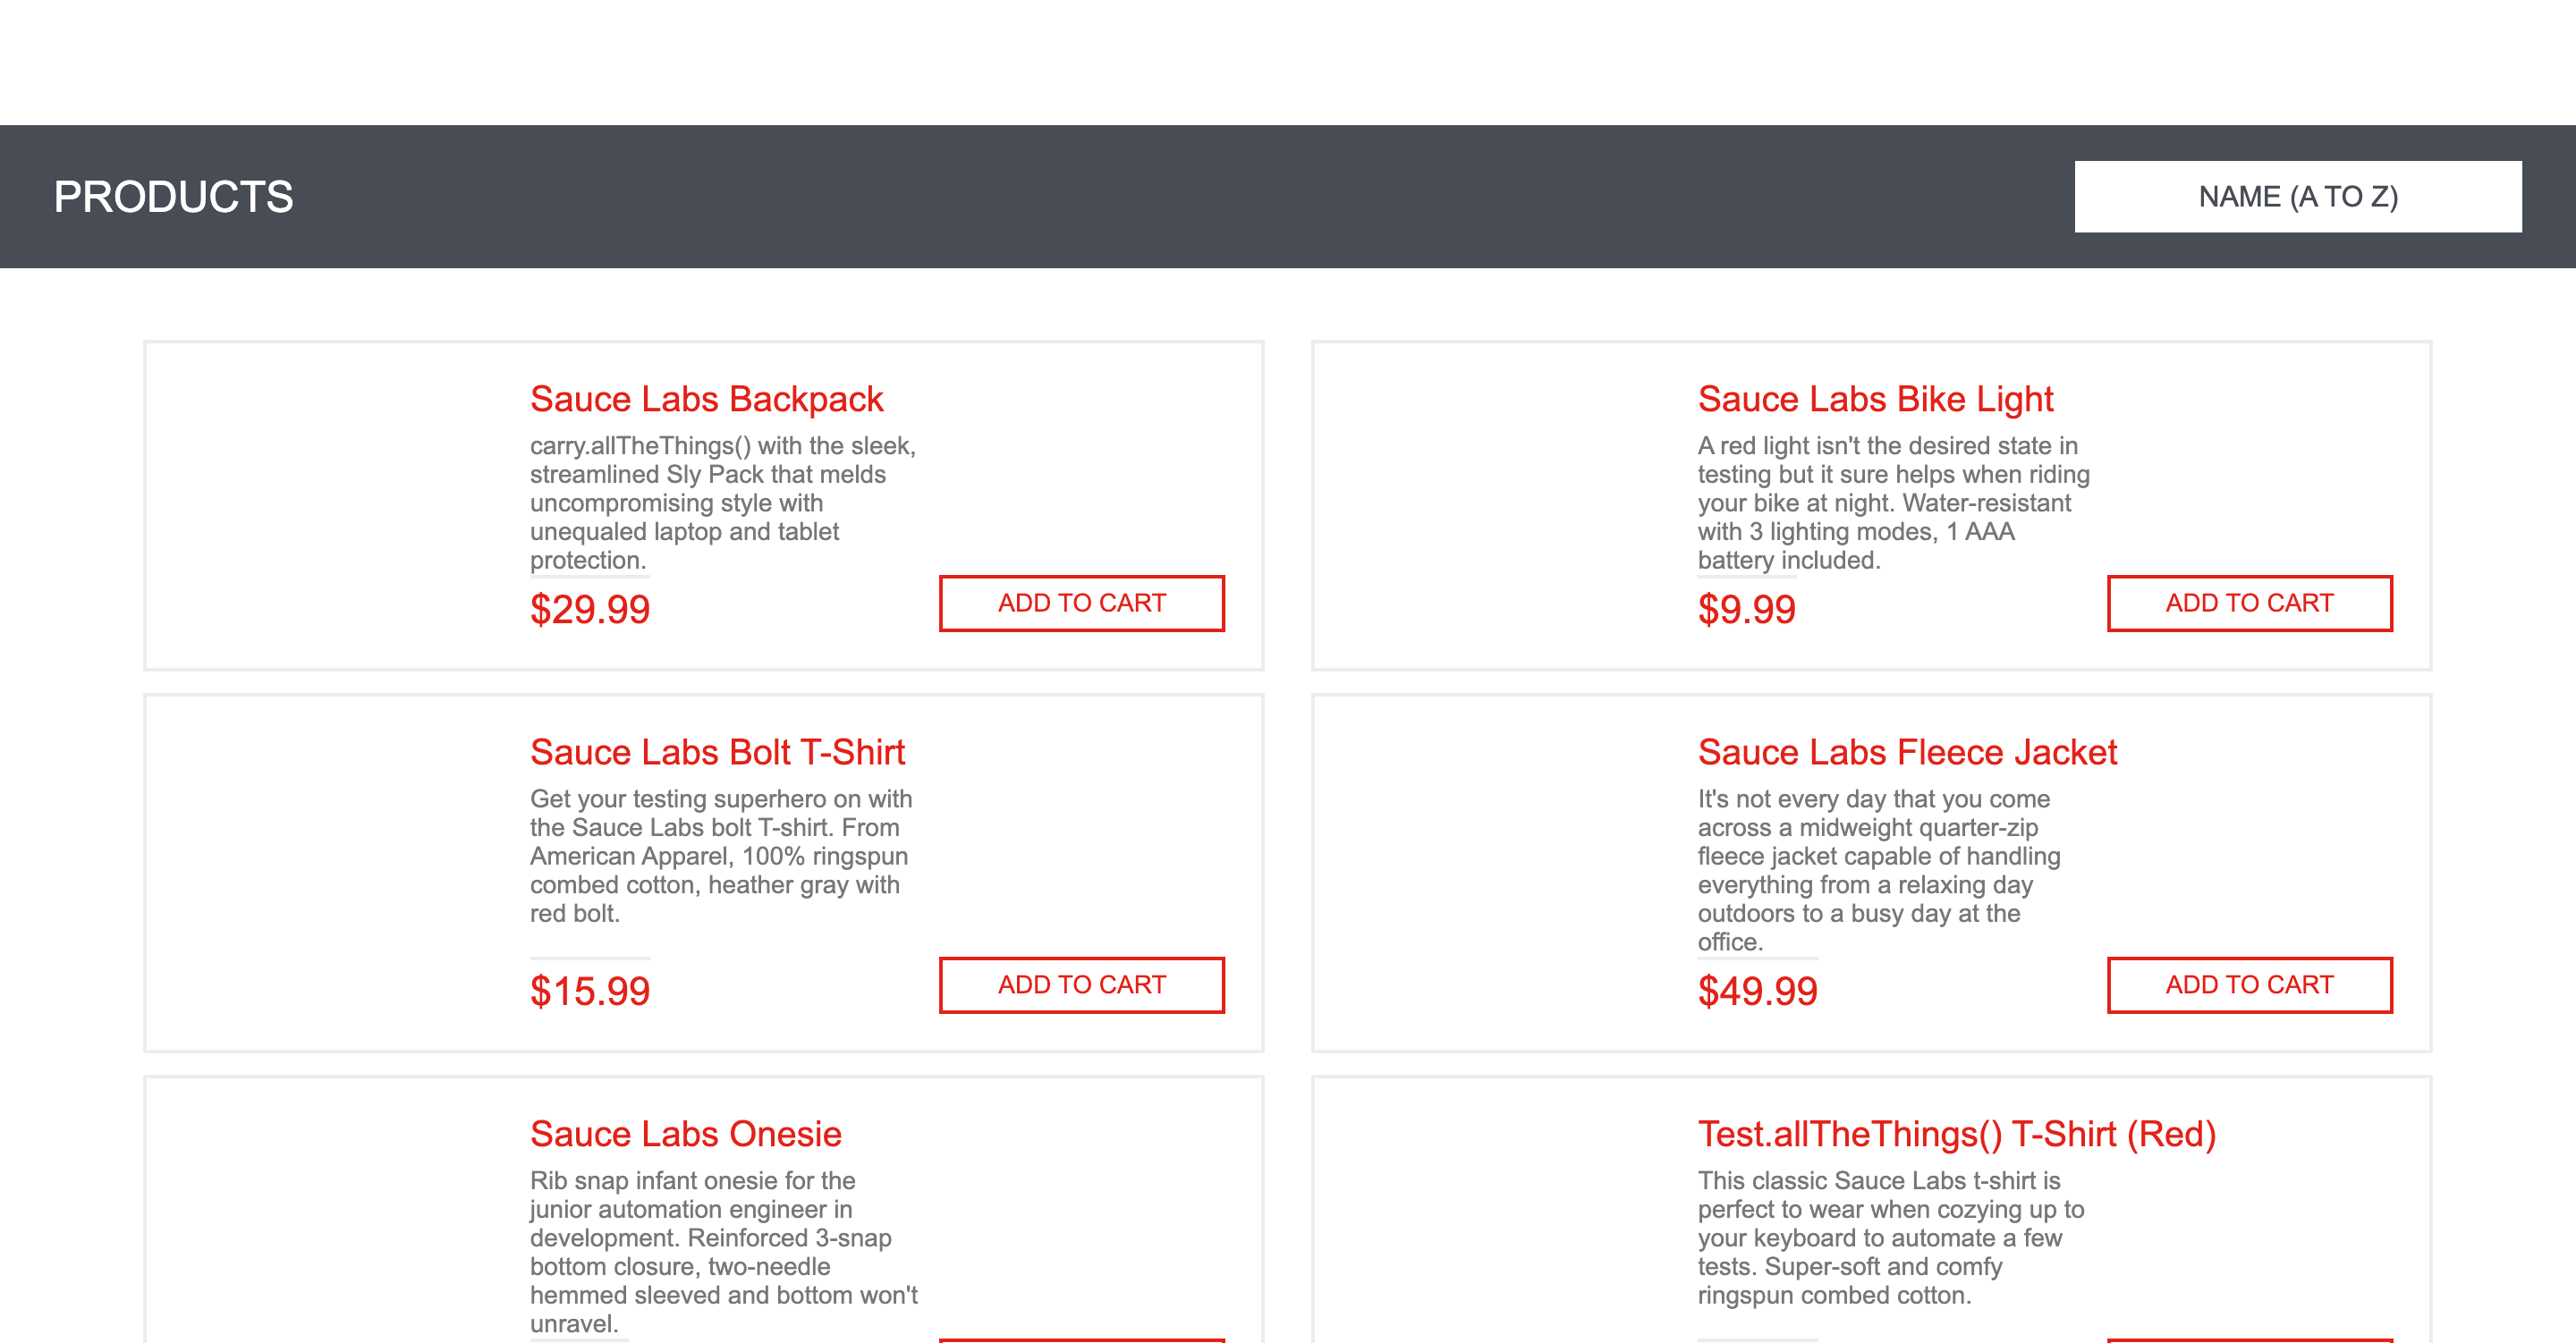 PRODUCTS
NAME (A TO Z)
Sauce Labs Backpack
carry.allTheThings() with the sleek,
streamlined Sly Pack that melds
uncompromising style with
unequaled laptop and tablet
protection.
$29.99
ADD TO CART
Sauce Labs Bike Light
A red light isn't the desired state in
testing but it sure helps when riding
your bike at night. Water-resistant
with 3 lighting modes, 1 AAA
battery included.
$9.99
ADD TO CART
Sauce Labs Bolt T-Shirt
Get your testing superhero on with
the Sauce Labs bolt T-shirt. From
American Apparel, 100% ringspun
combed cotton, heather gray with
red bolt.
$15.99
ADD TO CART
Sauce Labs Fleece Jacket
It's not every day that you come
across a midweight quarter-zip
fleece jacket capable of handling
everything from a relaxing day
outdoors to a busy day at the
office.
$49.99
ADD TO CART
Sauce Labs Onesie
Rib snap infant onesie for the
junior automation engineer in
development. Reinforced 3-snap
bottom closure, two-needle
hemmed sleeved and bottom won't
unravel.
Test.allTheThings() T-Shirt (Red)
This classic Sauce Labs t-shirt is
perfect to wear when cozying up to
your keyboard to automate a few
tests. Super-soft and comfy
ringspun combed cotton.